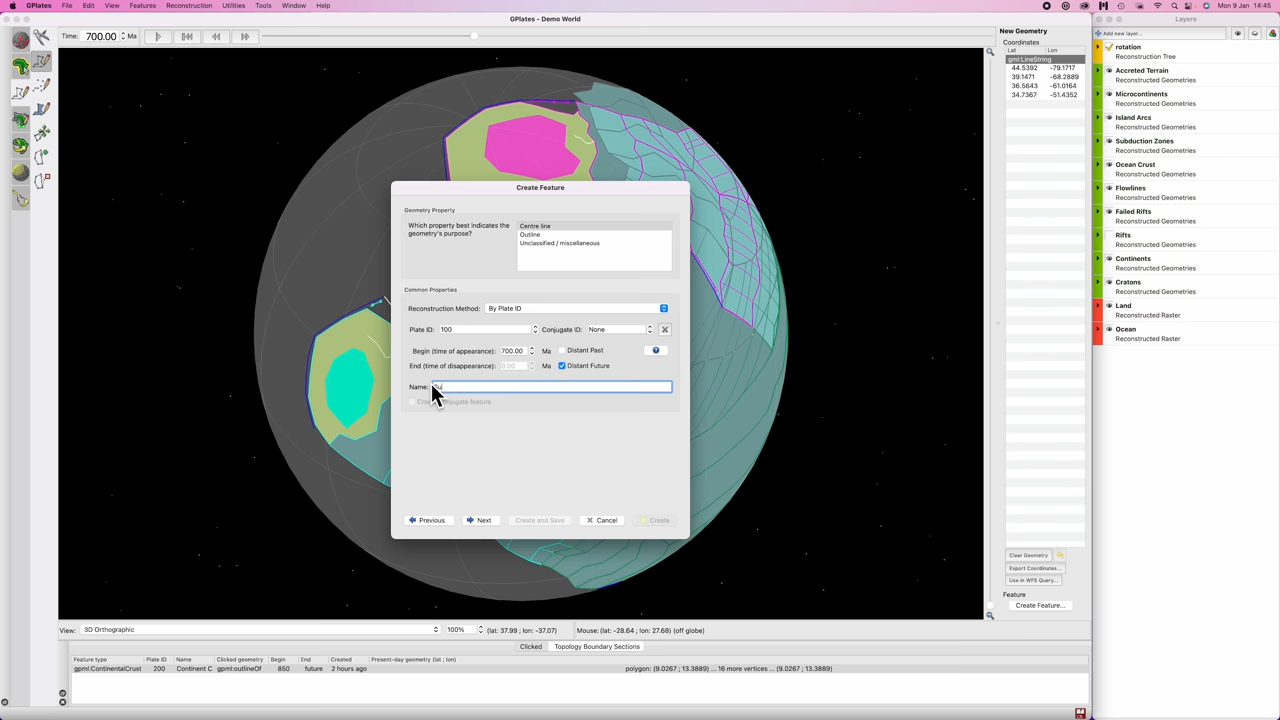 GPlates File Edit View Features Reconstruction Utilities Tools Window Help Mon 9 Jan 14:45
GPlates - Demo World
Time: 700.00 Ma
New Geometry
Coordinates
Lat Lon
gml:LineString
44.5392 -79.1717
39.1471 -68.2889
36.5643 -61.0164
34.7367 -51.4352
Clear Geometry
Export Coordinates...
Use in WFS Query...
Feature
Create Feature...
Layers
Add new layer...
rotation
Reconstruction Tree
Accreted Terrain
Reconstructed Geometries
Microcontinents
Reconstructed Geometries
Island Arcs
Reconstructed Geometries
Subduction Zones
Reconstructed Geometries
Ocean Crust
Reconstructed Geometries
Flowlines
Reconstructed Geometries
Failed Rifts
Reconstructed Geometries
Rifts
Reconstructed Geometries
Continents
Reconstructed Geometries
Cratons
Reconstructed Geometries
Land
Reconstructed Raster
Ocean
Reconstructed Raster
Create Feature
Geometry Property
Which property best indicates the
geometry's purpose?
Centre line
Outline
Unclassified / miscellaneous
Common Properties
Reconstruction Method: By Plate ID
Plate ID: 100 Conjugate ID: None
Begin (time of appearance): 700.00 Ma Distant Past
End (time of disappearance): 0.00 Ma Distant Future
Name:
Previous Next Create and Save Cancel Create
View: 3D Orthographic 100% (lat: 37.99 ; lon: -37.07) Mouse: (lat: -28.64 ; lon: 27.68) (off globe)
Clicked Topology Boundary Sections
Feature type Plate ID Name Clicked geometry Begin End Created Present-day geometry (lat ; lon)
gpml:ContinentalCrust 200 Continent C gpml:outlineOf 850 future 2 hours ago polygon: (9.0267 ; 13.3889) ... 16 more vertices ... (9.0267 ; 13.3889)